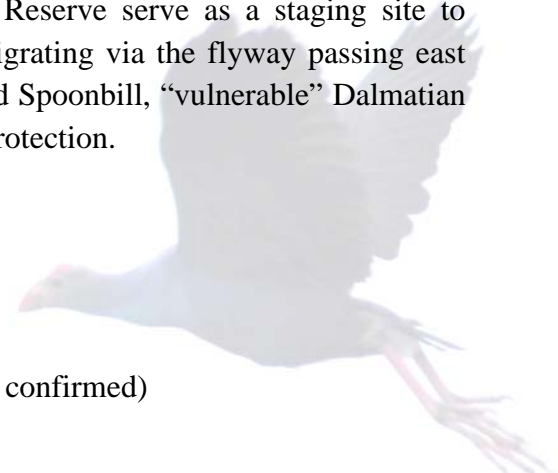 Reserve serve as a staging site to
igrating via the flyway passing east
d Spoonbill, “vulnerable” Dalmatian
rotection.
confirmed)